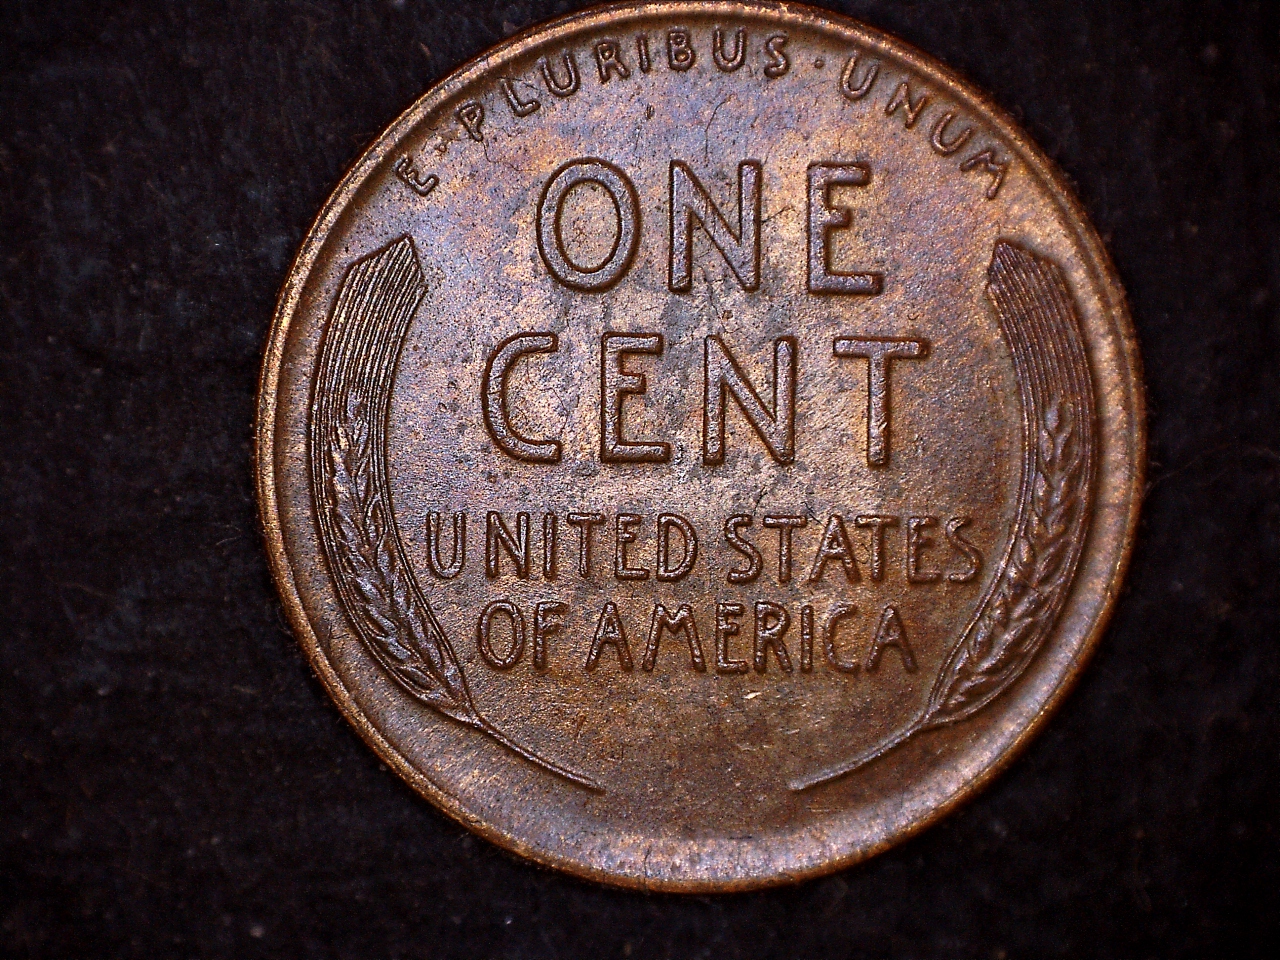 E·PLURIBUS·UNUM
ONE
CENT
UNITED STATES
OF AMERICA